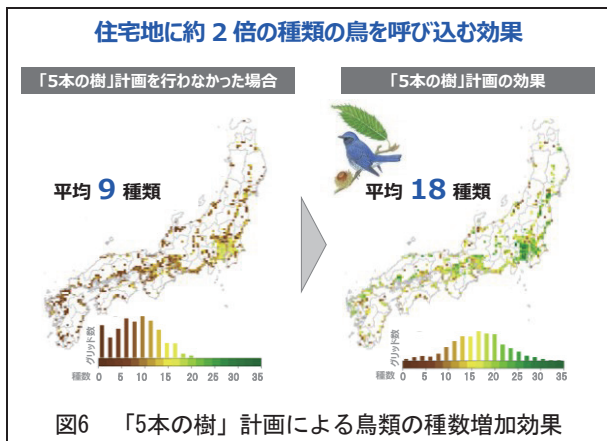 住宅地に約 2 倍の種類の鳥を呼び込む効果
「5本の樹」計画を行わなかった場合
「5本の樹」計画の効果
平均 9 種類
平均 18 種類
グリッド数
種数 0 5 10 15 20 25 30 35
グリッド数
種数 0 5 10 15 20 25 30 35
図6 「5本の樹」計画による鳥類の種数増加効果